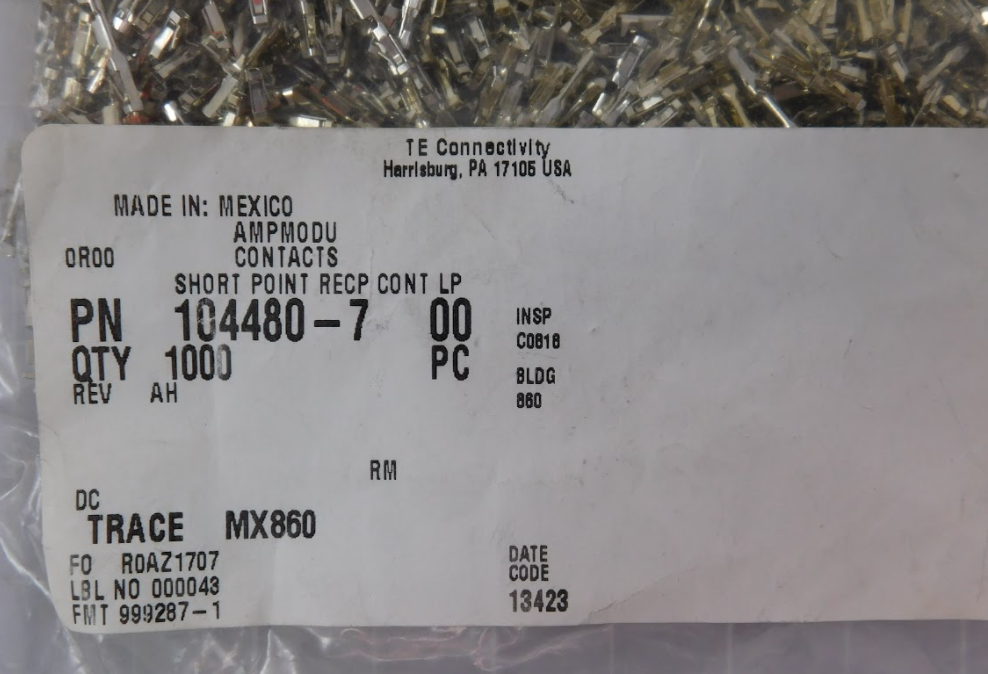 TE Connectivity
Harrisburg, PA 17105 USA
MADE IN: MEXICO
AMPMODU
0R00 CONTACTS
SHORT POINT RECP CONT LP
PN 104480-7 00
INSP
C0818
QTY 1000 PC
BLDG
860
REV AH
RM
DC
TRACE MX860
FO R0AZ1707
LBL NO 000043
FMT 999287-1
DATE
CODE
13423